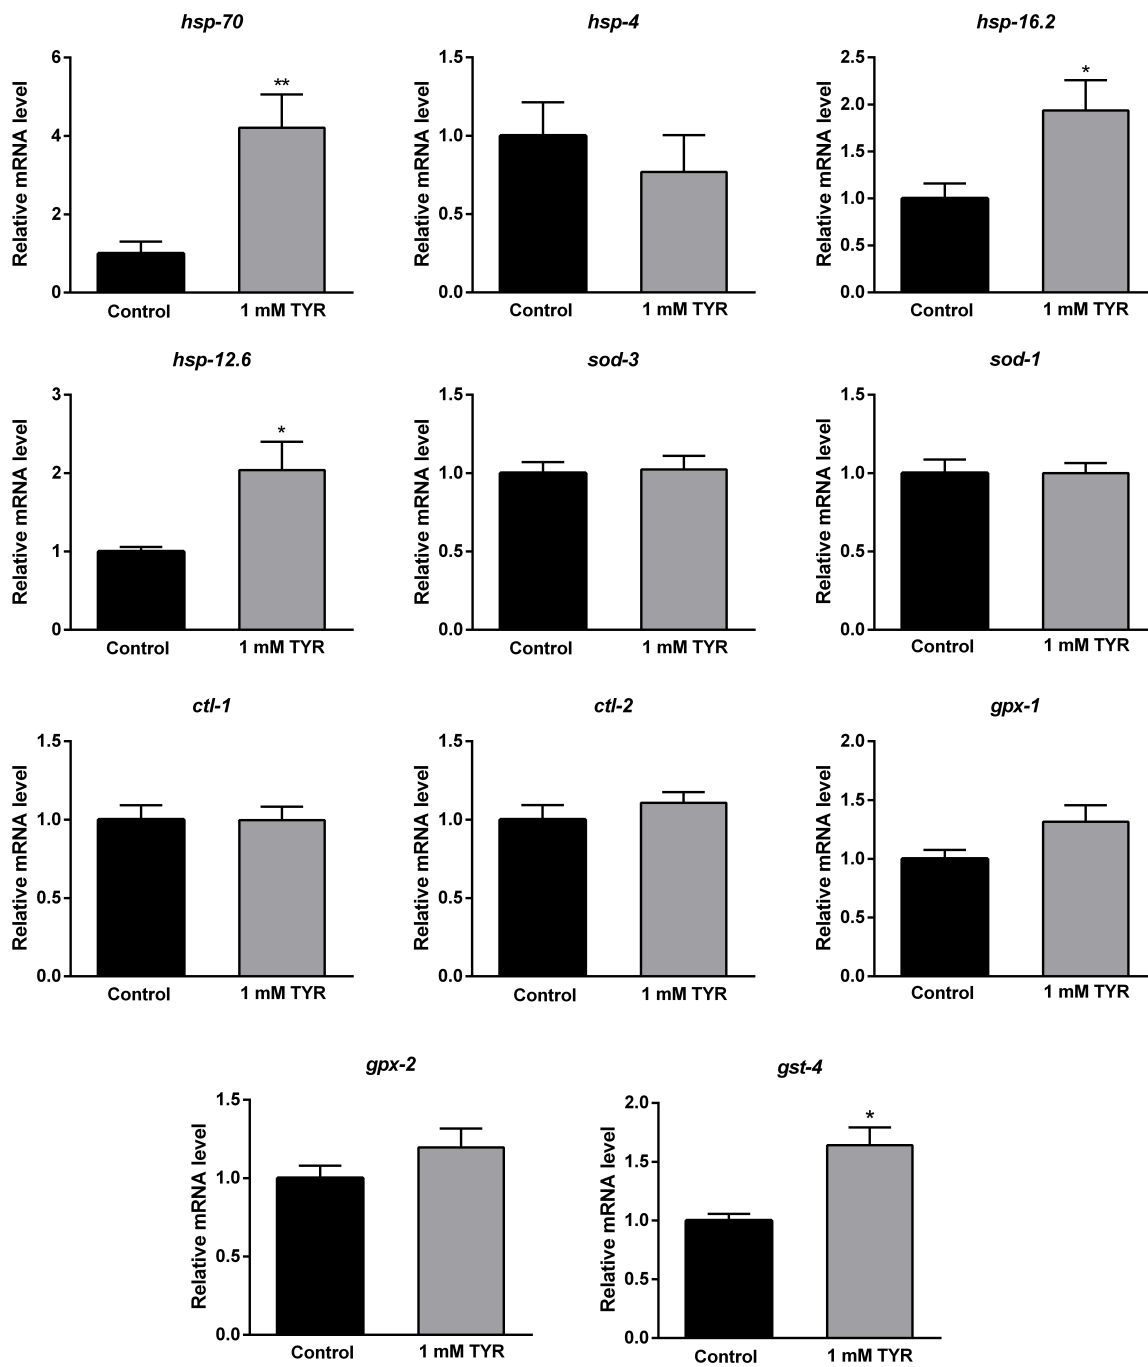 hsp-70
Relative mRNA level
6
4
2
0
**
Control
1 mM TYR
hsp-4
Relative mRNA level
1.5
1.0
0.5
0.0
Control
1 mM TYR
hsp-16.2
Relative mRNA level
2.5
2.0
1.5
1.0
0.5
0.0
*
Control
1 mM TYR
hsp-12.6
Relative mRNA level
3
2
1
0
*
Control
1 mM TYR
sod-3
Relative mRNA level
1.5
1.0
0.5
0.0
Control
1 mM TYR
sod-1
Relative mRNA level
1.5
1.0
0.5
0.0
Control
1 mM TYR
ctl-1
Relative mRNA level
1.5
1.0
0.5
0.0
Control
1 mM TYR
ctl-2
Relative mRNA level
1.5
1.0
0.5
0.0
Control
1 mM TYR
gpx-1
Relative mRNA level
2.0
1.5
1.0
0.5
0.0
Control
1 mM TYR
gpx-2
Relative mRNA level
1.5
1.0
0.5
0.0
Control
1 mM TYR
gst-4
Relative mRNA level
2.0
1.5
1.0
0.5
0.0
*
Control
1 mM TYR